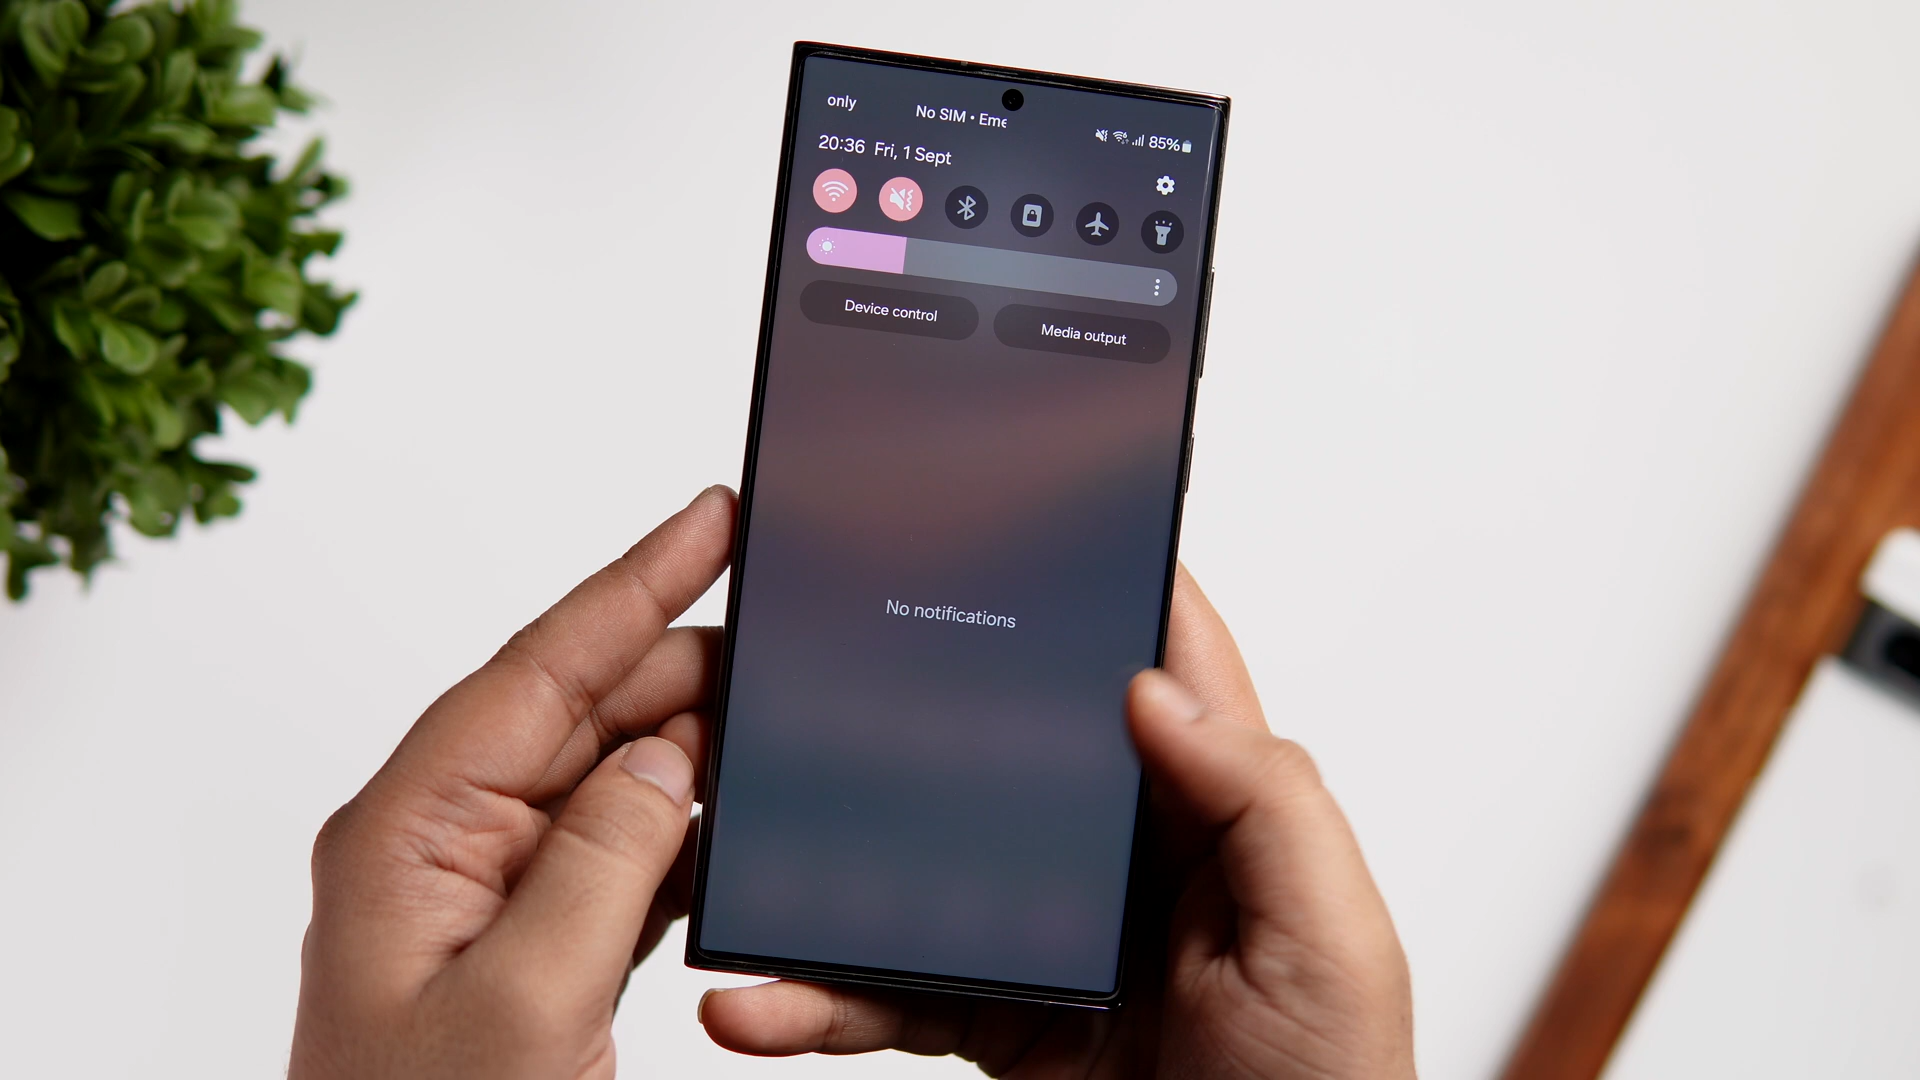 only No SIM • Eme
85%
20:36 Fri, 1 Sept
Device control
Media output
No notifications